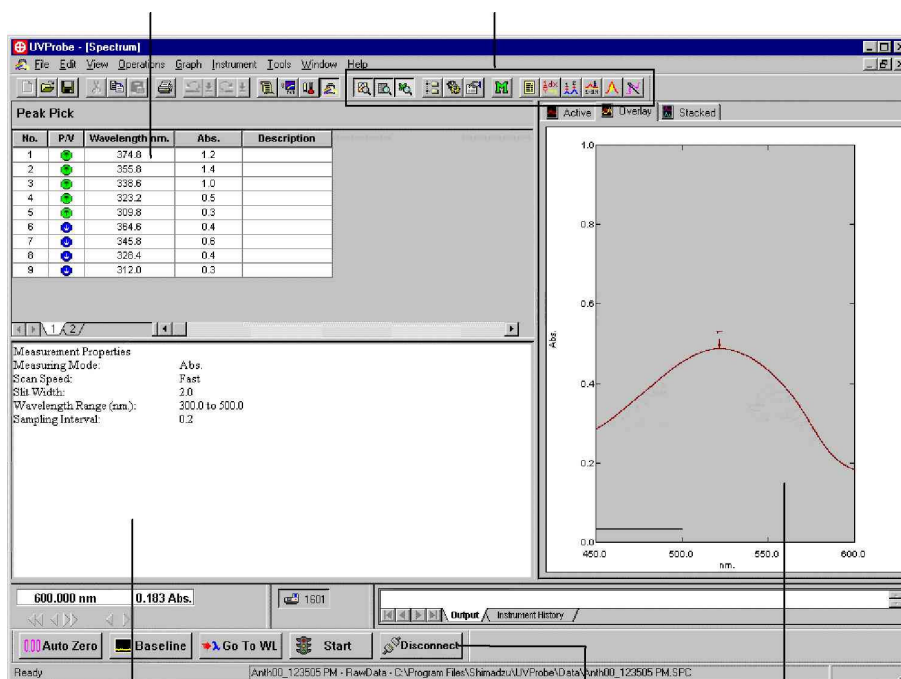 UVProbe - [Spectrum]
File Edit View Operations Graph Instrument Tools Window Help
Peak Pick
No. P/V Wavelength nm. Abs. Description
1 374.8 1.2
2 355.8 1.4
3 338.6 1.0
4 323.2 0.5
5 309.8 0.3
6 364.6 0.4
7 345.8 0.6
8 328.4 0.4
9 312.0 0.3
1 2
Measurement Properties
Measuring Mode: Abs.
Scan Speed: Fast
Slit Width: 2.0
Wavelength Range (nm.): 300.0 to 500.0
Sampling Interval: 0.2
Active Overlay Stacked
1.0
0.8
0.6
Abs.
0.4
0.2
0.0
450.0 500.0 550.0 600.0
nm.
600.000 nm 0.183 Abs.
1601
Output Instrument History
Auto Zero Baseline λ Go To WL Start Disconnect
Ready Anth00_123505 PM - RawData - C:\Program Files\Shimadzu\UVProbe\Data\Anth00_123505 PM.SPC